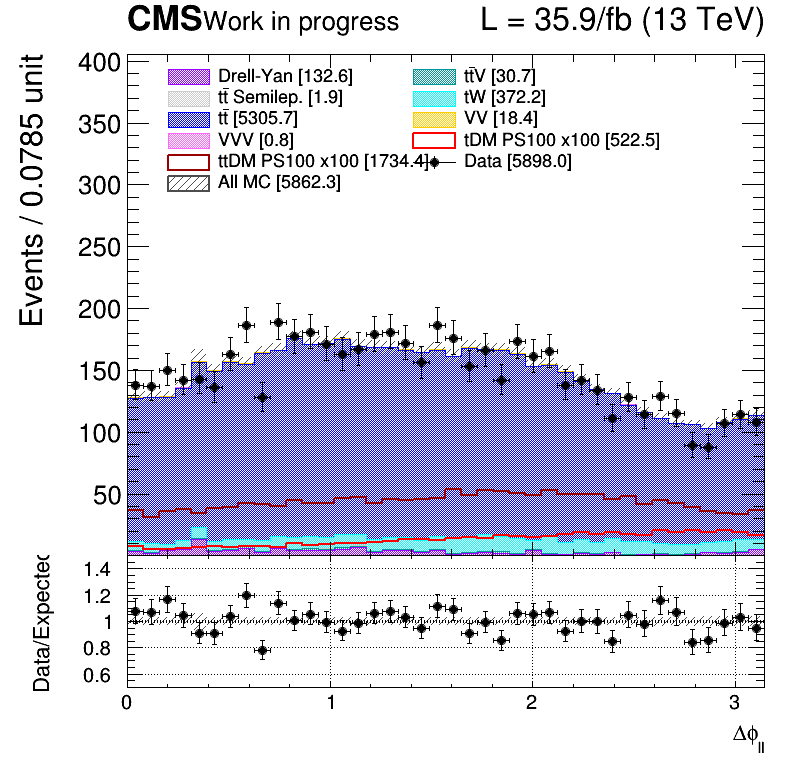 CMS Work in progress L = 35.9/fb (13 TeV)
Events / 0.0785 unit
400
350
300
250
200
150
100
50
Drell-Yan [132.6]
tt̄V [30.7]
tt̄ Semilep. [1.9]
tW [372.2]
tt̄ [5305.7]
VV [18.4]
VVV [0.8]
tDM PS100 x100 [522.5]
ttDM PS100 x100 [1734.4]
Data [5898.0]
All MC [5862.3]
Data/Expected
1.4
1.2
1
0.8
0.6
0 1 2 3
Δϕll